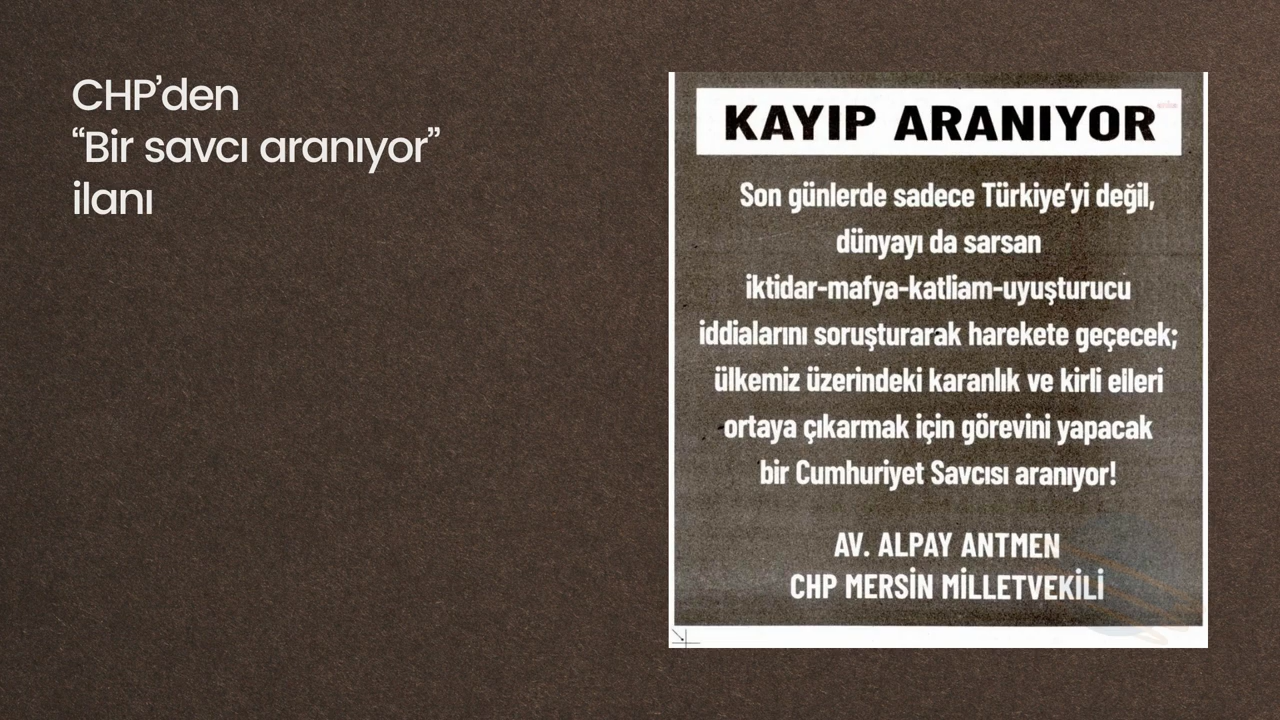 CHP’den
“Bir savcı aranıyor”
ilanı
KAYIP ARANIYOR
Son günlerde sadece Türkiye’yi değil,
dünyayı da sarsan
iktidar-mafya-katliam-uyuşturucu
iddialarını soruşturarak harekete geçecek;
ülkemiz üzerindeki karanlık ve kirli elleri
ortaya çıkarmak için görevini yapacak
bir Cumhuriyet Savcısı aranıyor!
AV. ALPAY ANTMEN
CHP MERSİN MİLLETVEKİLİ